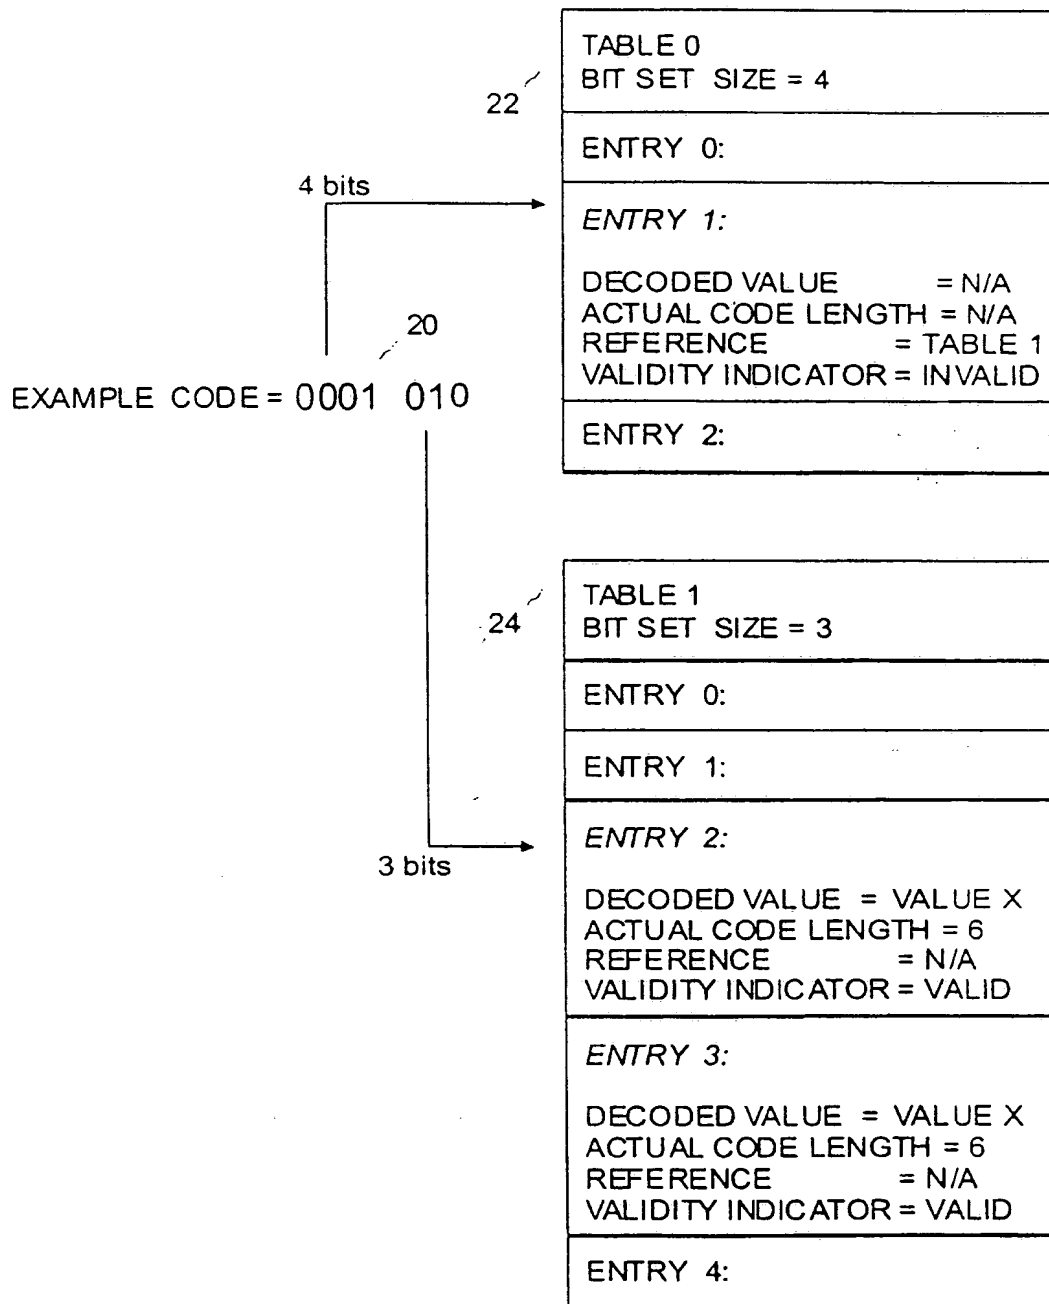 TABLE 0
BIT SET SIZE = 4
22
ENTRY 0:
4 bits
ENTRY 1:
DECODED VALUE = N/A
ACTUAL CODE LENGTH = N/A
REFERENCE = TABLE 1
VALIDITY INDICATOR = INVALID
20
EXAMPLE CODE = 0001 010
ENTRY 2:
TABLE 1
BIT SET SIZE = 3
24
ENTRY 0:
ENTRY 1:
ENTRY 2:
3 bits
DECODED VALUE = VALUE X
ACTUAL CODE LENGTH = 6
REFERENCE = N/A
VALIDITY INDICATOR = VALID
ENTRY 3:
DECODED VALUE = VALUE X
ACTUAL CODE LENGTH = 6
REFERENCE = N/A
VALIDITY INDICATOR = VALID
ENTRY 4: